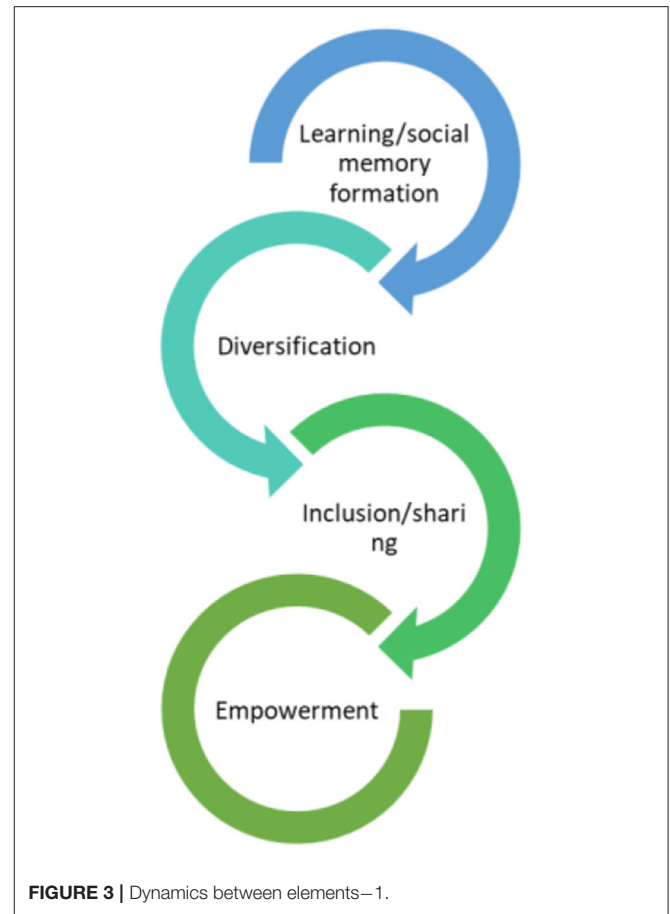 Learning/social
memory
formation
Diversification
Inclusion/shari
ng
Empowerment
FIGURE 3 | Dynamics between elements–1.